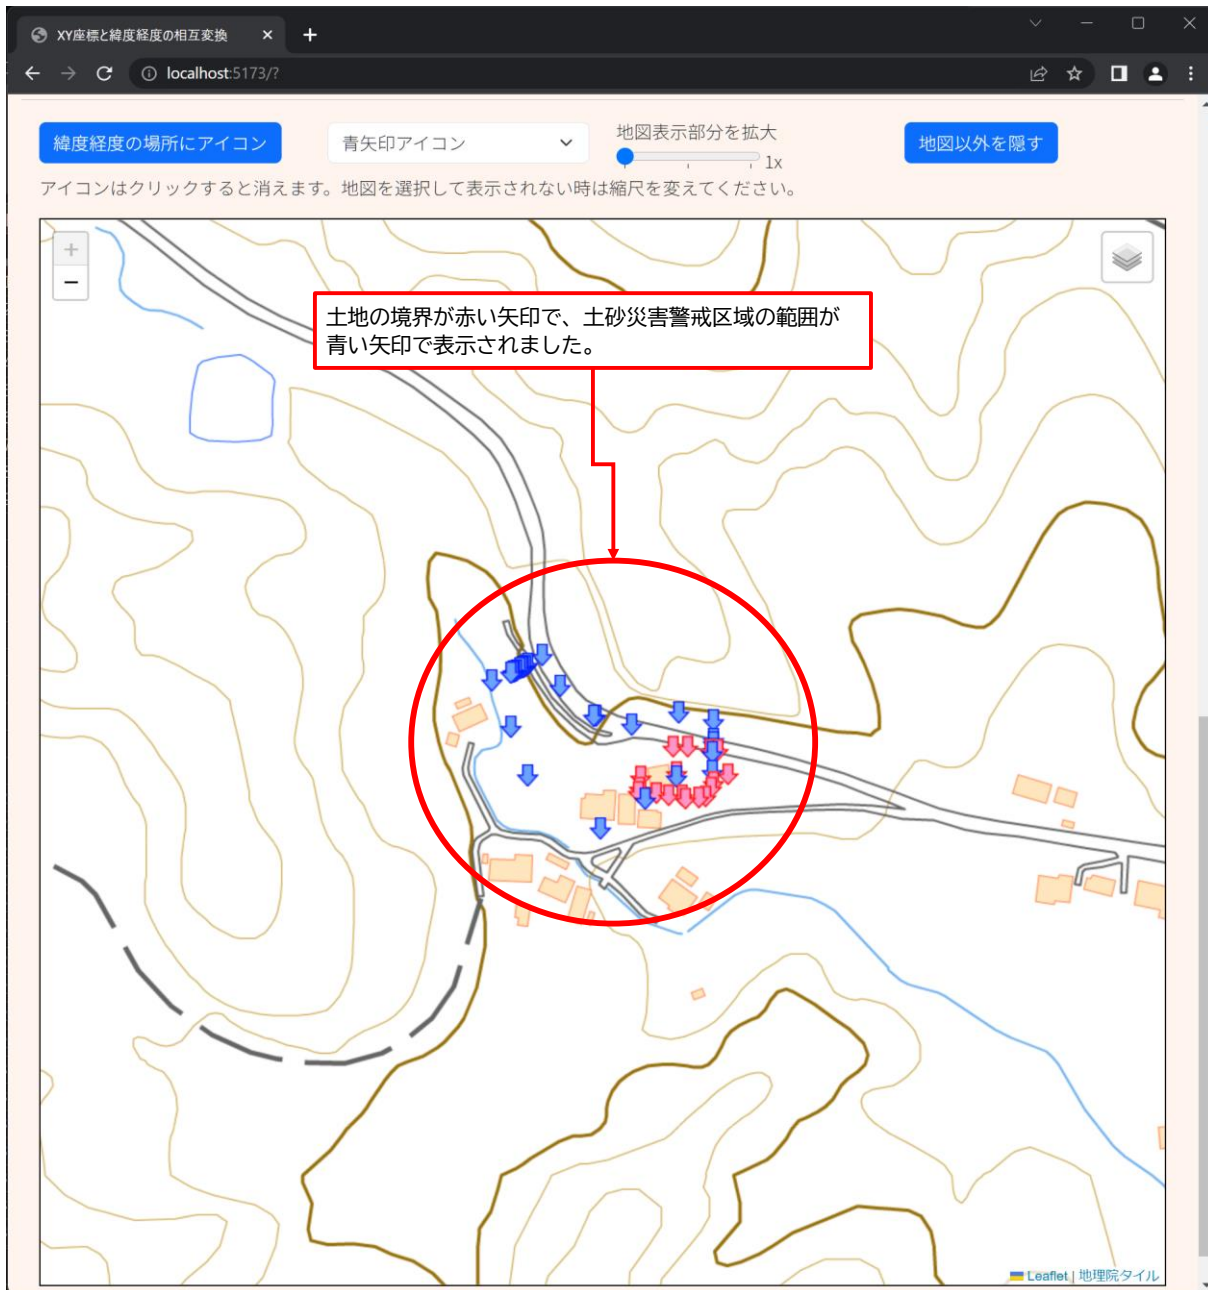 XY座標と緯度経度の相互変換
localhost:5173/?
緯度経度の場所にアイコン
青矢印アイコン
地図表示部分を拡大
1x
地図以外を隠す
アイコンはクリックすると消えます。地図を選択して表示されない時は縮尺を変えてください。
+
−
土地の境界が赤い矢印で、土砂災害警戒区域の範囲が
青い矢印で表示されました。
Leaflet | 地理院タイル